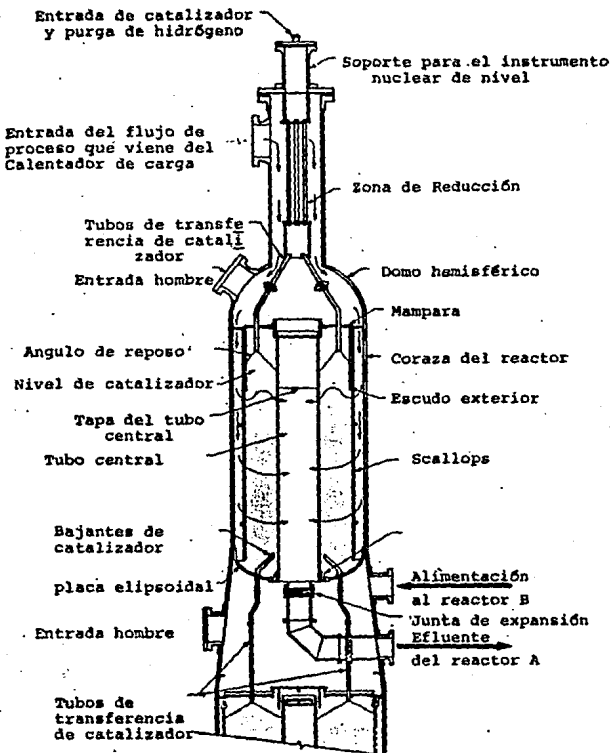 Entrada de catalizador
y purga de hidrógeno
Soporte para el instrumento
nuclear de nivel
Entrada del flujo de
proceso que viene del
Calentador de carga
Zona de Reducción
Tubos de transfe
rencia de catali
zador
Entrada hombre
Domo hemisférico
Mampara
Angulo de reposo
Coraza del reactor
Nivel de catalizador
Escudo exterior
Tapa del tubo
central
Tubo central
Scallops
Bajantes de
catalizador
placa elipsoidal
Alimentación
al reactor B
Junta de expansión
Entrada hombre
Efluente
del reactor A
Tubos de
transferencia
de catalizador